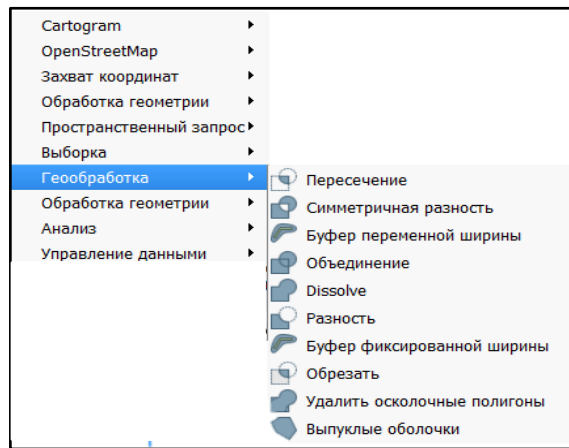 Cartogram
OpenStreetMap
Захват координат
Обработка геометрии
Пространственный запрос
Выборка
Геообработка
Обработка геометрии
Анализ
Управление данными
Пересечение
Симметричная разность
Буфер переменной ширины
Объединение
Dissolve
Разность
Буфер фиксированной ширины
Обрезать
Удалить осколочные полигоны
Выпуклые оболочки